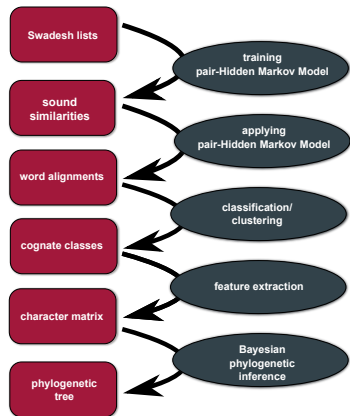 Swadesh lists
training
pair-Hidden Markov Model
sound
similarities
applying
pair-Hidden Markov Model
word alignments
classification/
clustering
cognate classes
feature extraction
character matrix
Bayesian
phylogenetic
inference
phylogenetic
tree